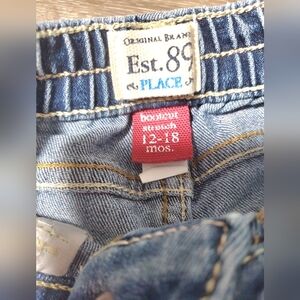 Original Brand
Est. 89
PLACE
bootcut
stretch
12-18
mos.